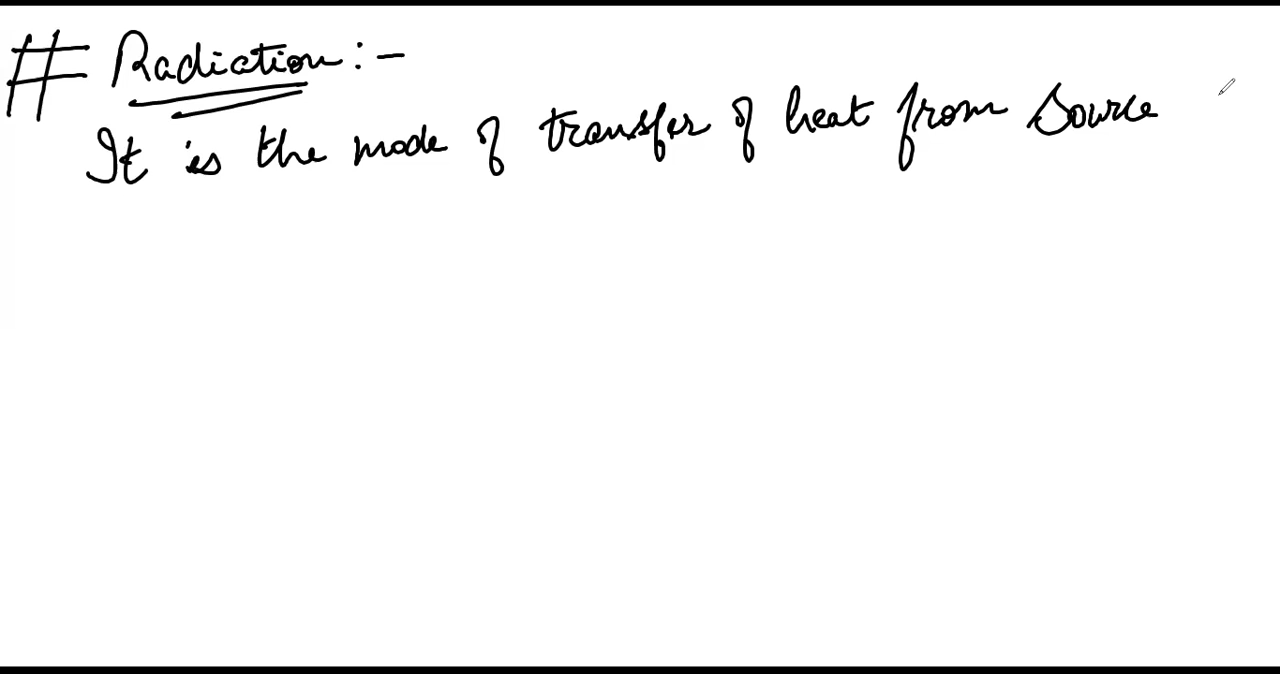 # Radiation :-
It is the mode of transfer of heat from source